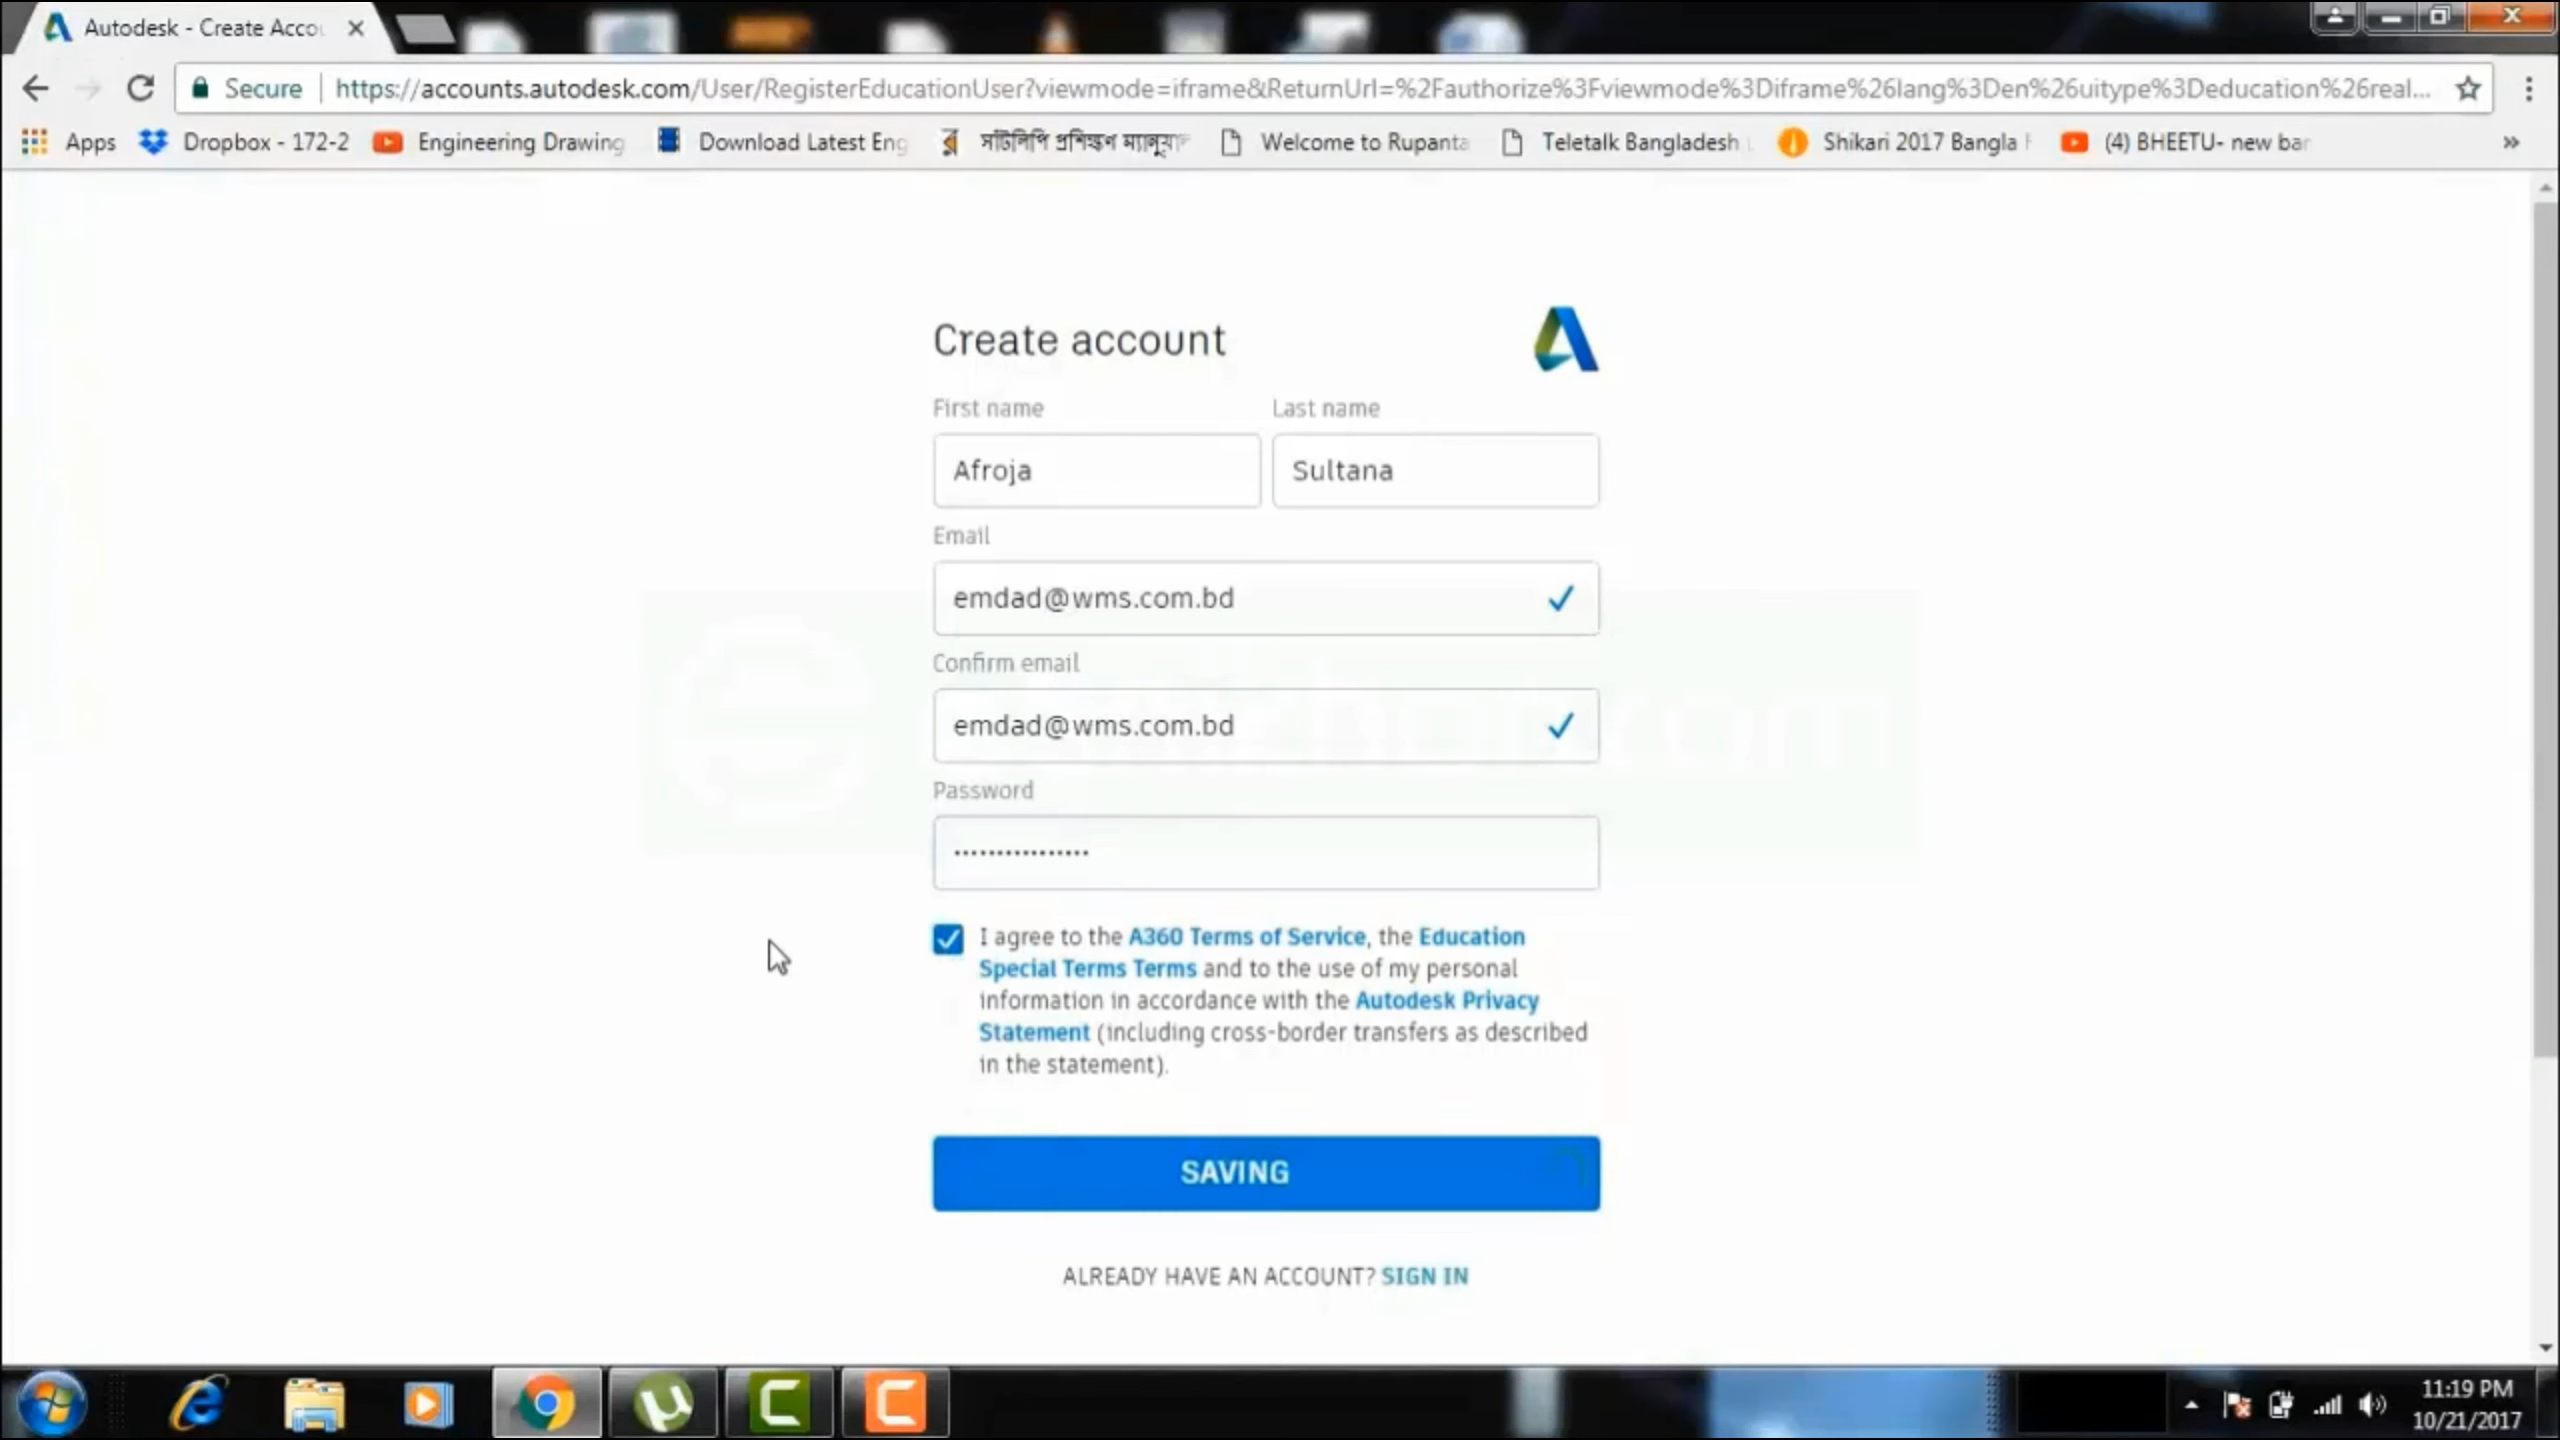 Autodesk - Create Acco
Secure
https://accounts.autodesk.com/User/RegisterEducationUser?viewmode=iframe&ReturnUrl=%2Fauthorize%3Fviewmode%3Diframe%26lang%3Den%26uitype%3Deducation%26real...
Apps
Dropbox - 172-2
Engineering Drawing
Download Latest Eng
সাঁটলিপি প্রশিক্ষণ ম্যানুয়াল
Welcome to Rupanta
Teletalk Bangladesh
Shikari 2017 Bangla
(4) BHEETU- new ban
»
Create account
First name
Last name
Afroja
Sultana
Email
emdad@wms.com.bd
Confirm email
emdad@wms.com.bd
Password
I agree to the A360 Terms of Service, the Education
Special Terms Terms and to the use of my personal
information in accordance with the Autodesk Privacy
Statement (including cross-border transfers as described
in the statement).
SAVING
ALREADY HAVE AN ACCOUNT? SIGN IN
11:19 PM
10/21/2017